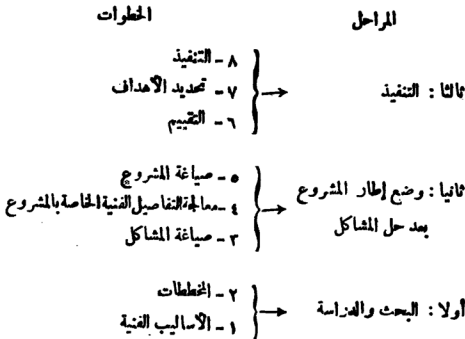 المراحل
الخطوات
ثالثا : التنفيذ
٨ - التنفيذ
٧ - تحديد الأهداف
٦ - التقييم
ثانيا : وضع إطار المشروع
بعد حل المشاكل
٥ - صياغة المشروع
٤ - معالجة التفاصيل الفنية الخاصة بالمشروع
٣ - صياغة المشاكل
أولا : البحث والدراسة
٢ - المخططات
١ - الأساليب الفنية